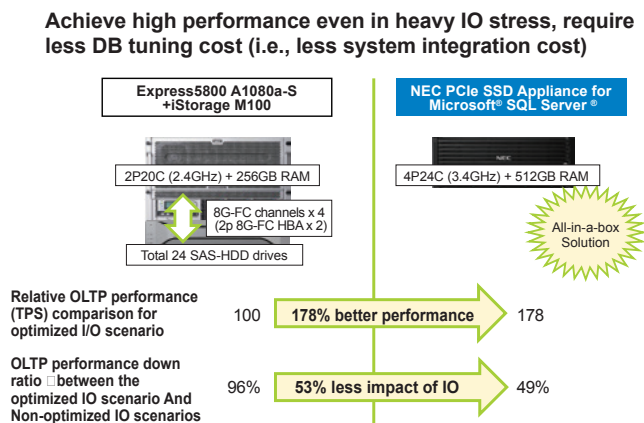 Achieve high performance even in heavy IO stress, require
less DB tuning cost (i.e., less system integration cost)
Express5800 A1080a-S
+iStorage M100
NEC PCIe SSD Appliance for
Microsoft® SQL Server ®
NEC
2P20C (2.4GHz) + 256GB RAM
4P24C (3.4GHz) + 512GB RAM
8G-FC channels x 4
(2p 8G-FC HBA x 2)
Total 24 SAS-HDD drives
All-in-a-box
Solution
Relative OLTP performance
(TPS) comparison for
optimized I/O scenario
100
178% better performance
178
OLTP performance down
ratio □between the
optimized IO scenario And
Non-optimized IO scenarios
96%
53% less impact of IO
49%